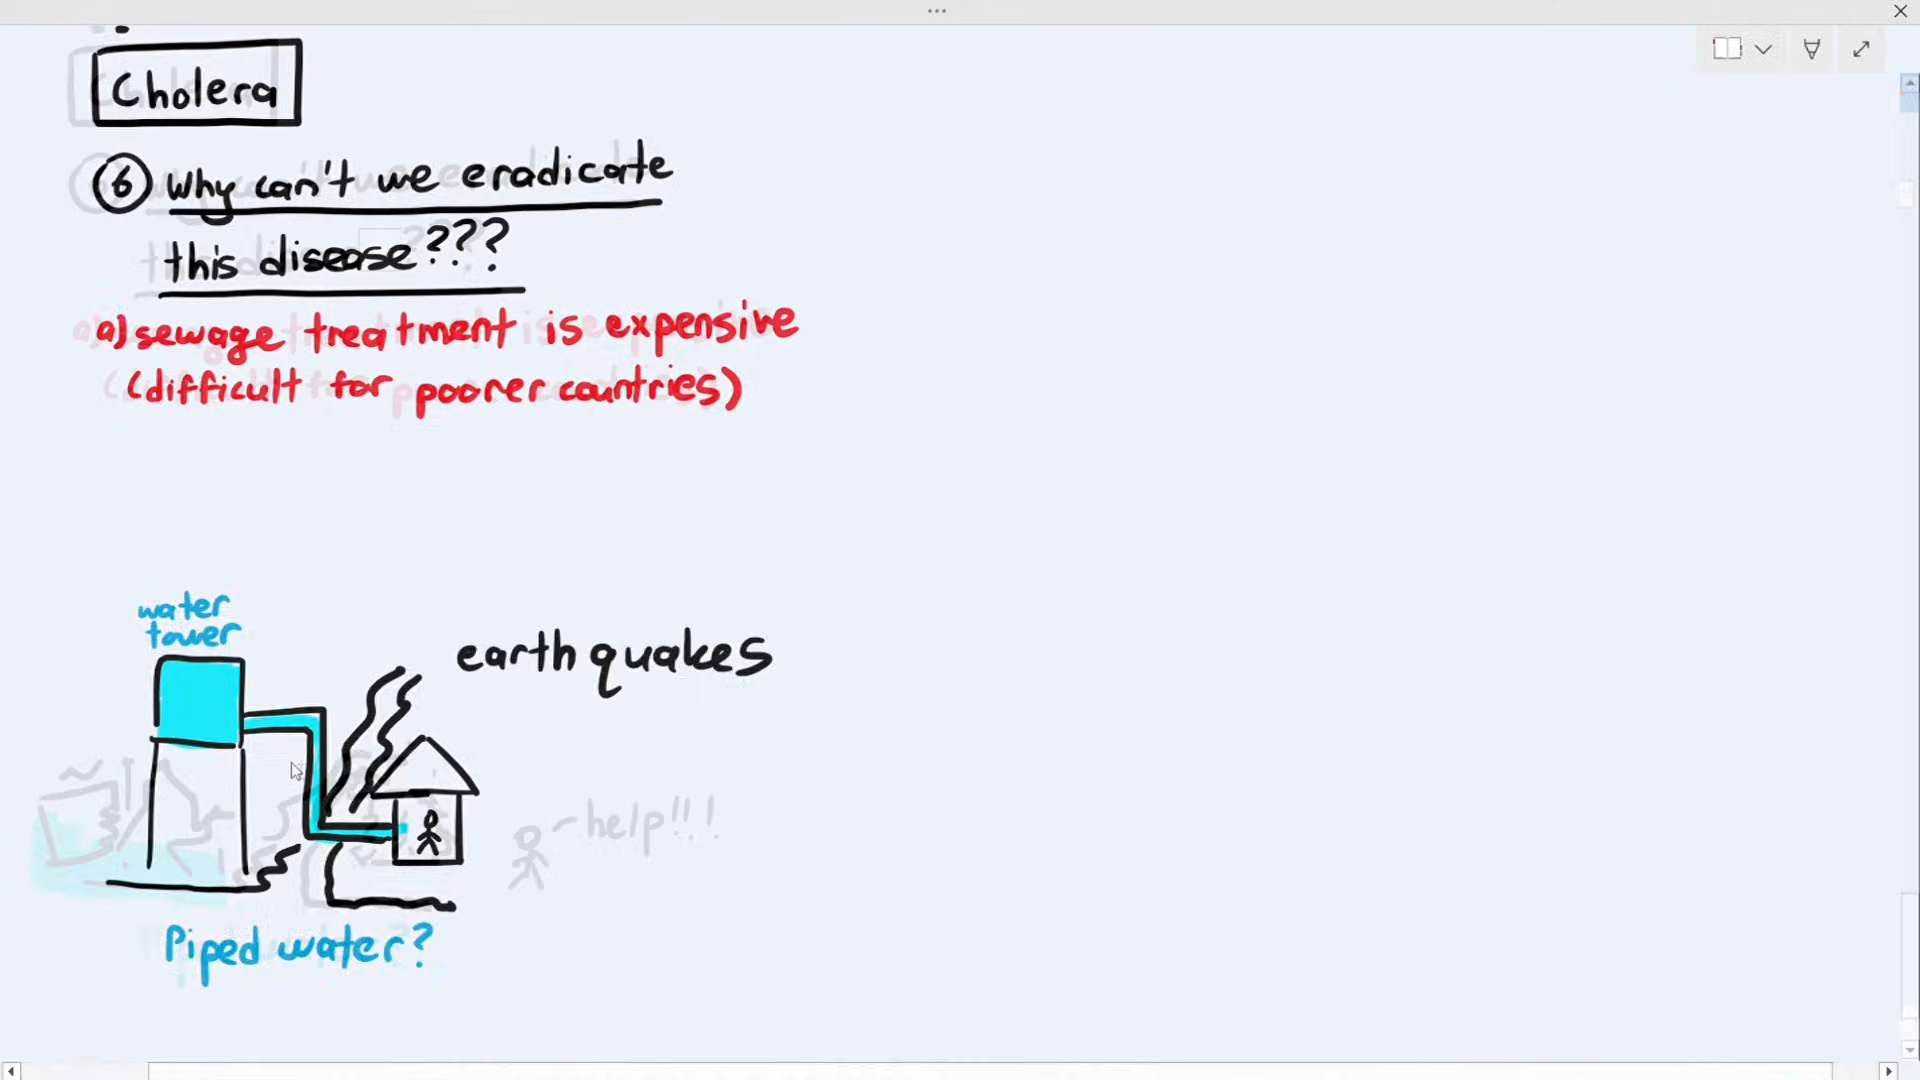 Cholera
6 Why can't we eradicate
this disease???
a) sewage treatment is expensive
(difficult for poorer countries)
water
tower
earthquakes
help!!!
Piped water?